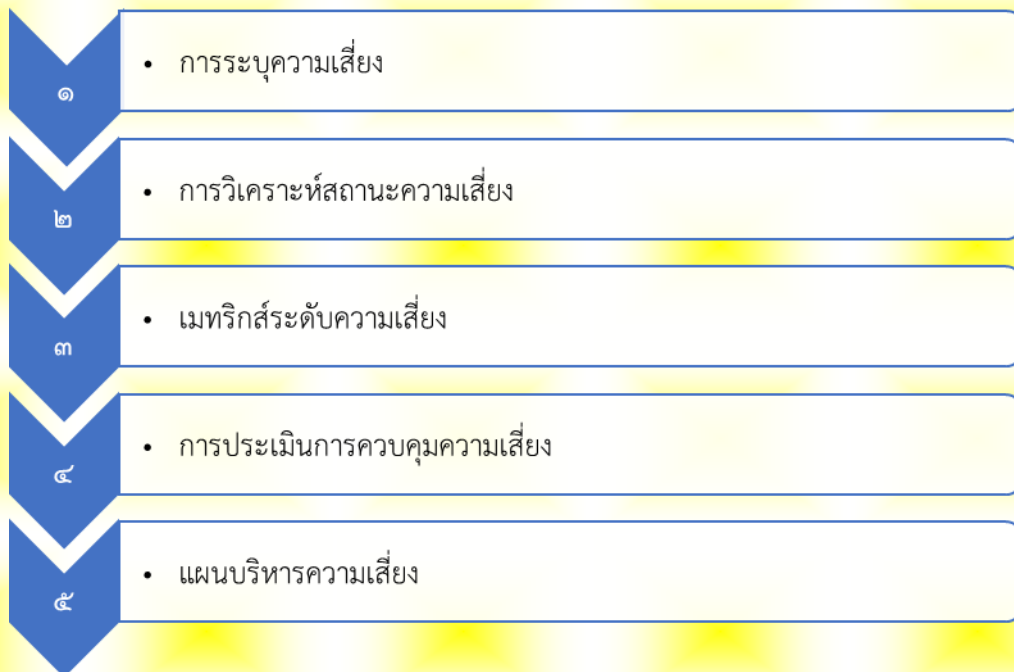 ๑
• การระบุความเสี่ยง
๒
• การวิเคราะห์สถานะความเสี่ยง
๓
• เมทริกส์ระดับความเสี่ยง
๔
• การประเมินการควบคุมความเสี่ยง
๕
• แผนบริหารความเสี่ยง